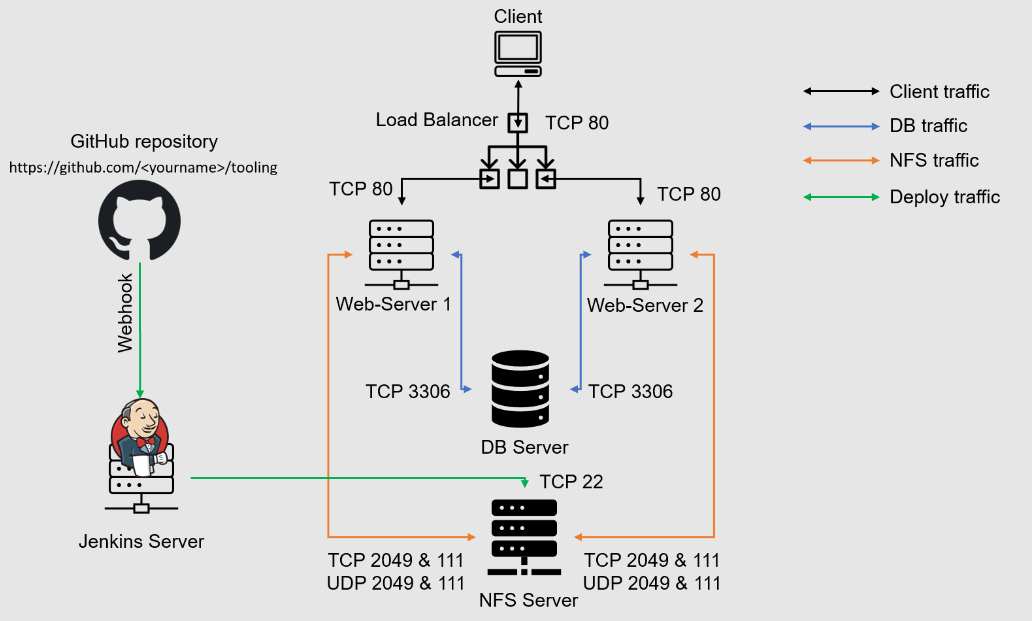 Client
Load Balancer
TCP 80
Client traffic
DB traffic
NFS traffic
Deploy traffic
GitHub repository
https://github.com/<yourname>/tooling
TCP 80
TCP 80
Webhook
Web-Server 1
Web-Server 2
TCP 3306
TCP 3306
DB Server
TCP 22
Jenkins Server
TCP 2049 & 111
UDP 2049 & 111
TCP 2049 & 111
UDP 2049 & 111
NFS Server